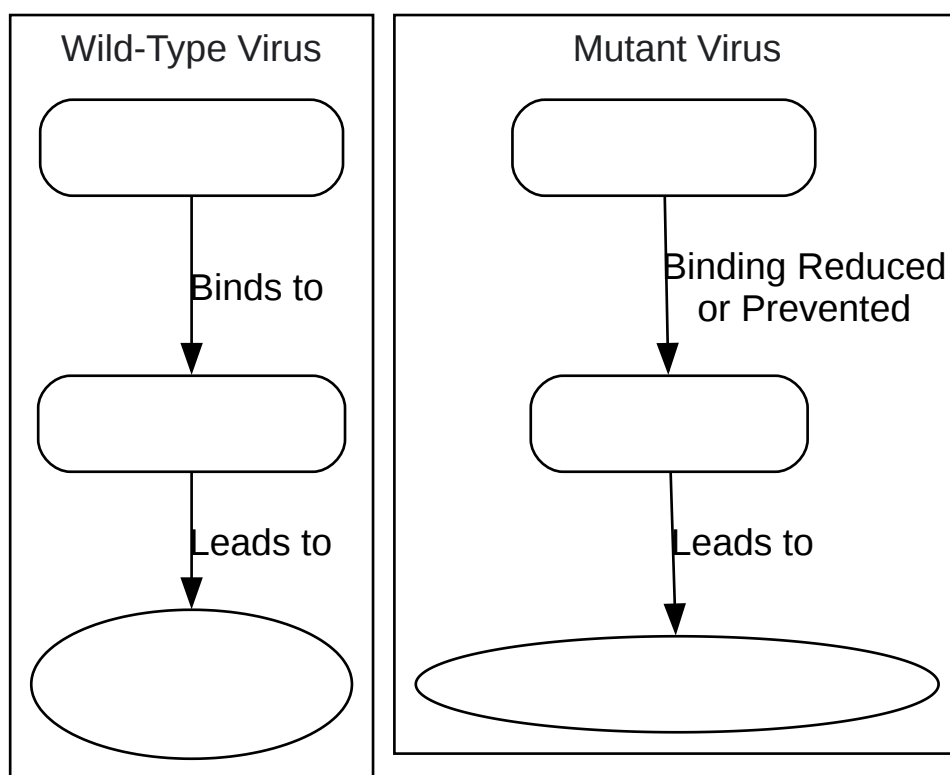 Wild-Type Virus
Binds to
Leads to
Mutant Virus
Binding Reduced
or Prevented
Leads to